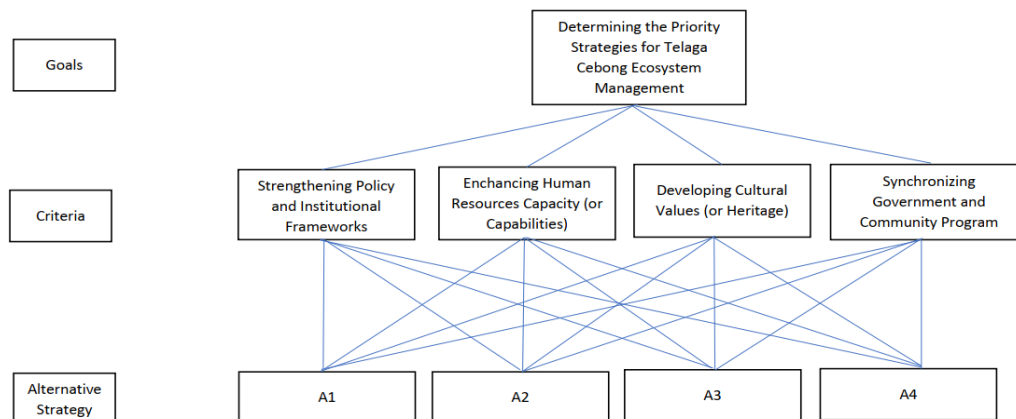 Goals
Determining the Priority
Strategies for Telaga
Cebong Ecosystem
Management
Criteria
Strengthening Policy
and Institutional
Frameworks
Enchancing Human
Resources Capacity (or
Capabilities)
Developing Cultural
Values (or Heritage)
Synchronizing
Government and
Community Program
Alternative
Strategy
A1
A2
A3
A4